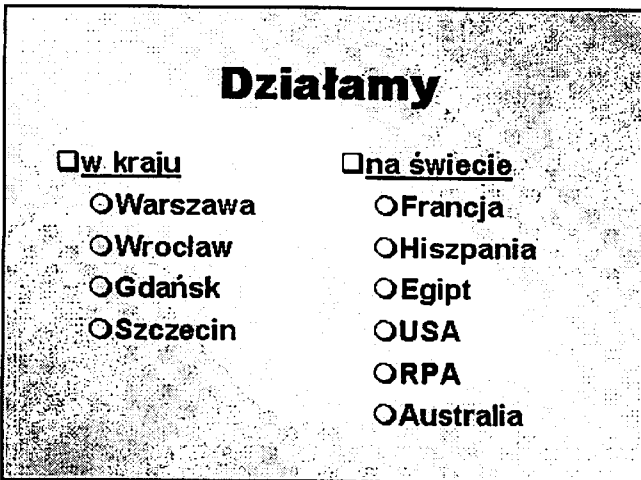 Działamy
❑w kraju
❍Warszawa
❍Wrocław
❍Gdańsk
❍Szczecin
❑na świecie
❍Francja
❍Hiszpania
❍Egipt
❍USA
❍RPA
❍Australia